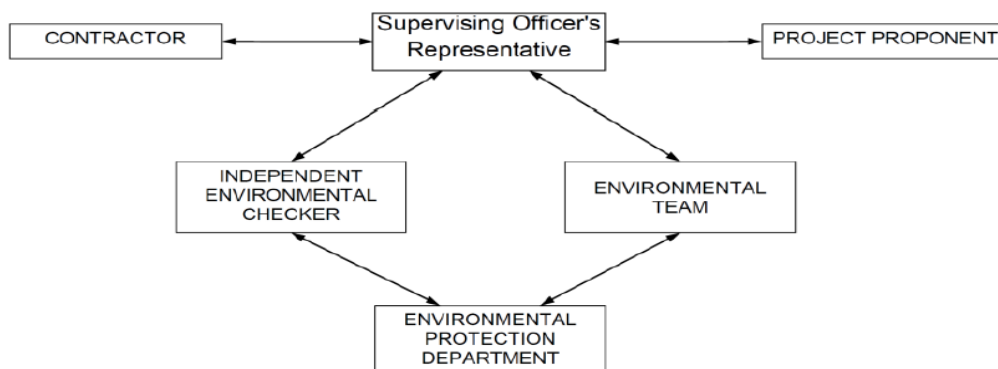 CONTRACTOR
Supervising Officer's
Representative
PROJECT PROPONENT
INDEPENDENT
ENVIRONMENTAL
CHECKER
ENVIRONMENTAL
TEAM
ENVIRONMENTAL
PROTECTION
DEPARTMENT